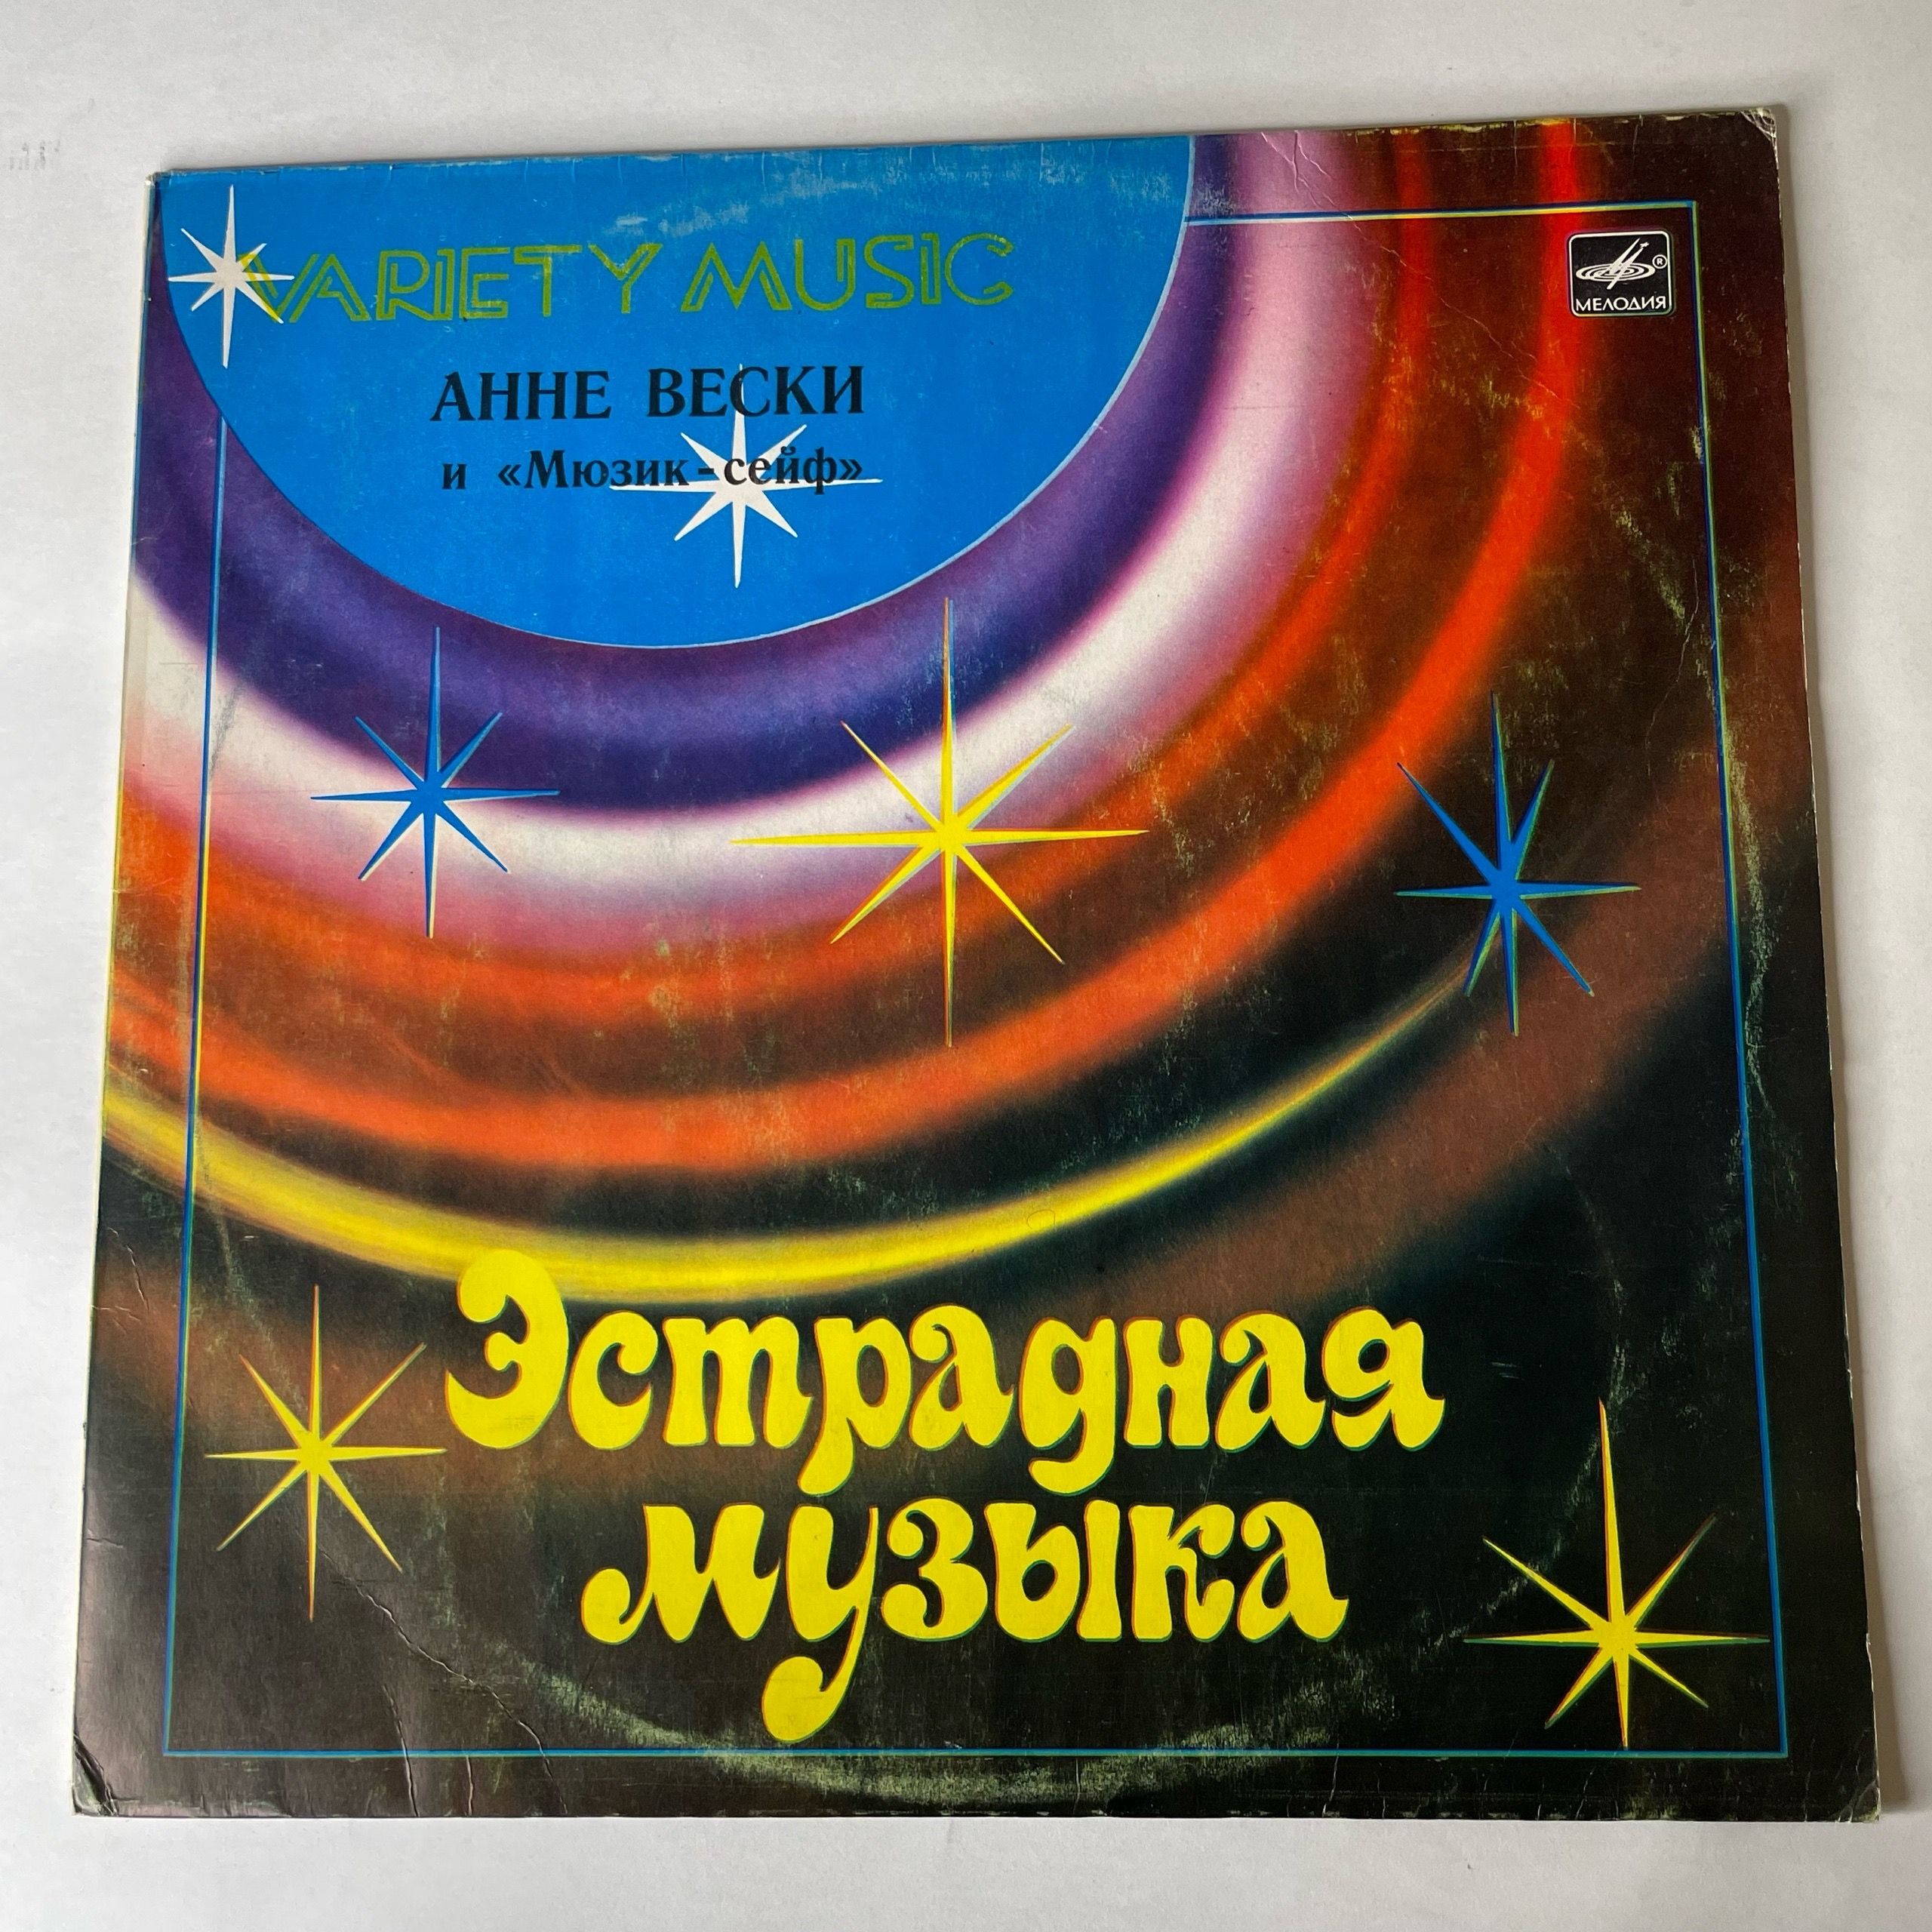 VARIETY MUSIC
АННЕ ВЕСКИ
и «Мюзик-сейф»
®
МЕЛОДИЯ
Эстрадная
музыка